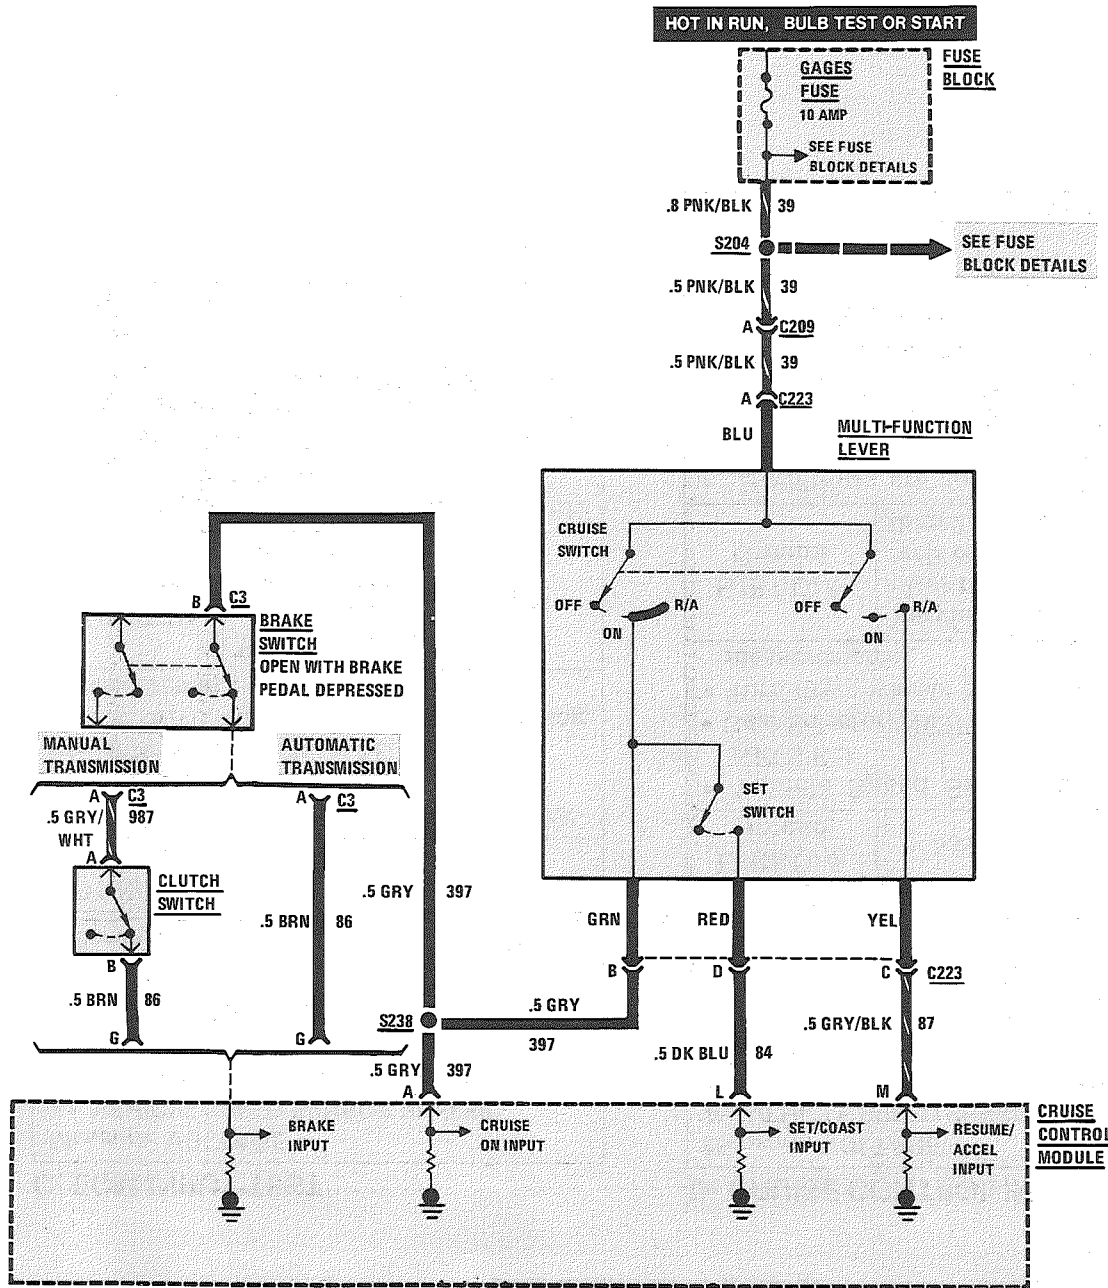 HOT IN RUN, BULB TEST OR START
FUSE
BLOCK
GAGES
FUSE
10 AMP
SEE FUSE
BLOCK DETAILS
.8 PNK/BLK 39
S204
SEE FUSE
BLOCK DETAILS
.5 PNK/BLK 39
A C209
.5 PNK/BLK 39
A C223
BLU
MULTI-FUNCTION
LEVER
CRUISE
SWITCH
OFF R/A
ON
OFF R/A
ON
SET
SWITCH
B C3
BRAKE
SWITCH
OPEN WITH BRAKE
PEDAL DEPRESSED
MANUAL
TRANSMISSION
AUTOMATIC
TRANSMISSION
A C3
.5 GRY/ 987
WHT
A
A C3
CLUTCH
SWITCH
B
.5 BRN 86
G
.5 BRN 86
G
.5 GRY 397
GRN RED YEL
B D C C223
S238
.5 GRY
397
.5 GRY 397
A
.5 DK BLU 84
L
.5 GRY/BLK 87
M
BRAKE
INPUT
CRUISE
ON INPUT
SET/COAST
INPUT
RESUME/
ACCEL
INPUT
CRUISE
CONTROL
MODULE